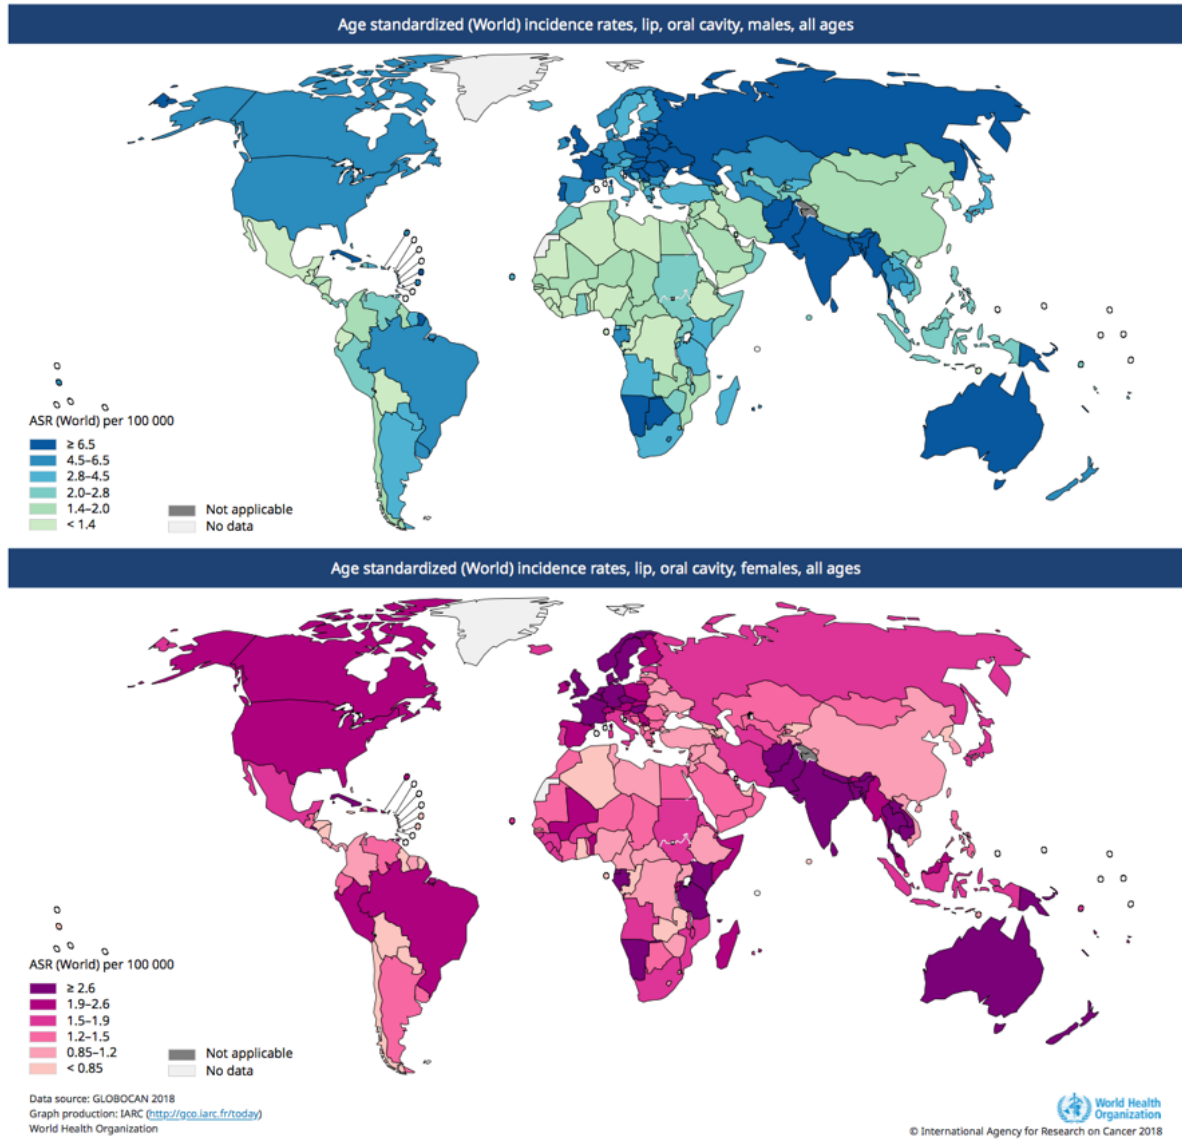 Age standardized (World) incidence rates, lip, oral cavity, males, all ages
ASR (World) per 100 000
≥ 6.5
4.5–6.5
2.8–4.5
2.0–2.8
1.4–2.0
< 1.4
Not applicable
No data
Age standardized (World) incidence rates, lip, oral cavity, females, all ages
ASR (World) per 100 000
≥ 2.6
1.9–2.6
1.5–1.9
1.2–1.5
0.85–1.2
< 0.85
Not applicable
No data
Data source: GLOBOCAN 2018
Graph production: IARC (http://gco.iarc.fr/today)
World Health Organization
World Health
Organization
© International Agency for Research on Cancer 2018